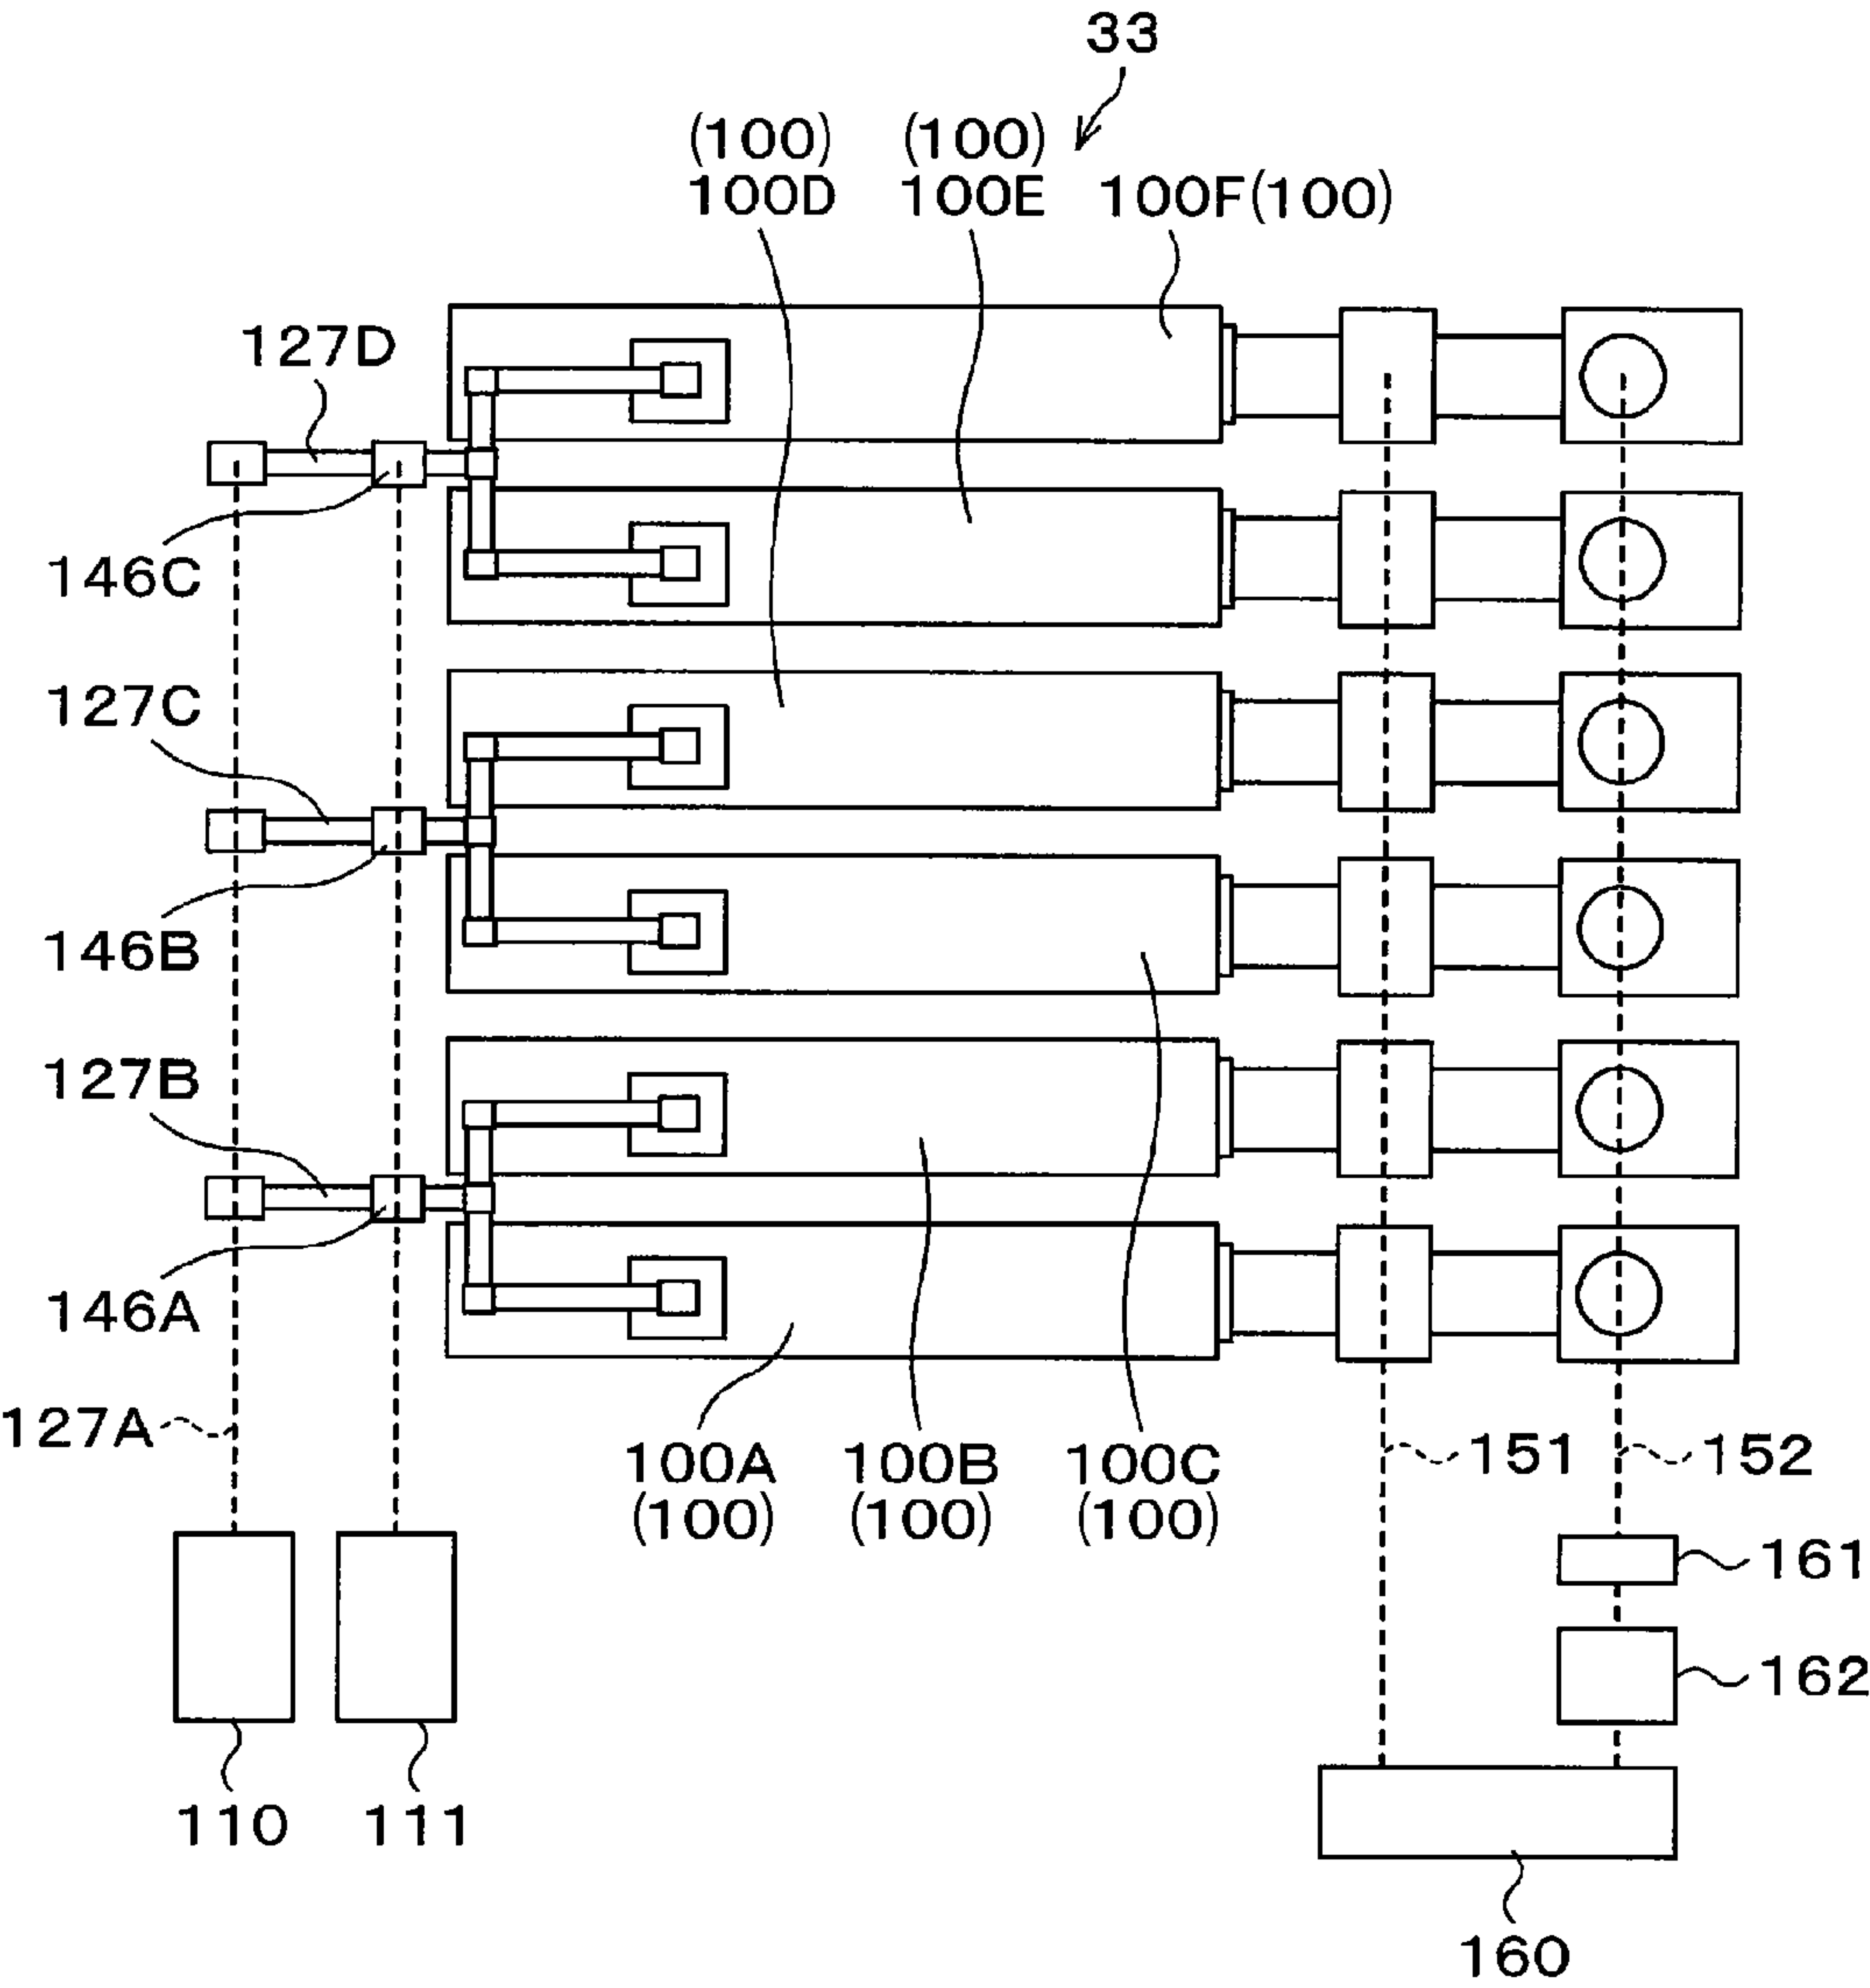 33
(100) (100)
100D 100E 100F(100)
127D
146C
127C
146B
127B
146A
127A
100A 100B 100C 151 152
(100) (100) (100)
161
162
110 111
160